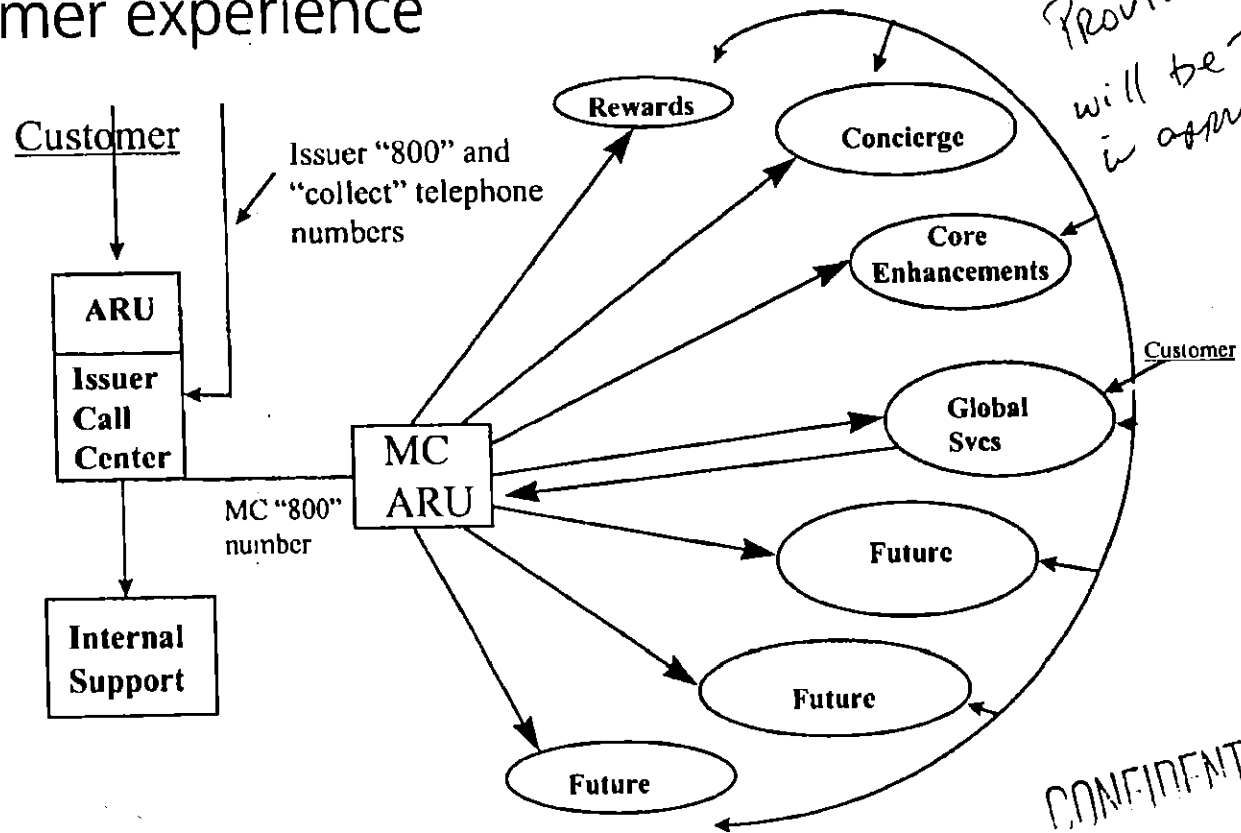 mer experience
will be
in
Customer
Issuer "800" and
"collect" telephone
numbers
ARU
Issuer
Call
Center
MC "800"
number
Internal
Support
MC
ARU
Rewards
Concierge
Core
Enhancements
Customer
Global
Svcs
Future
Future
Future
CONFIDENT